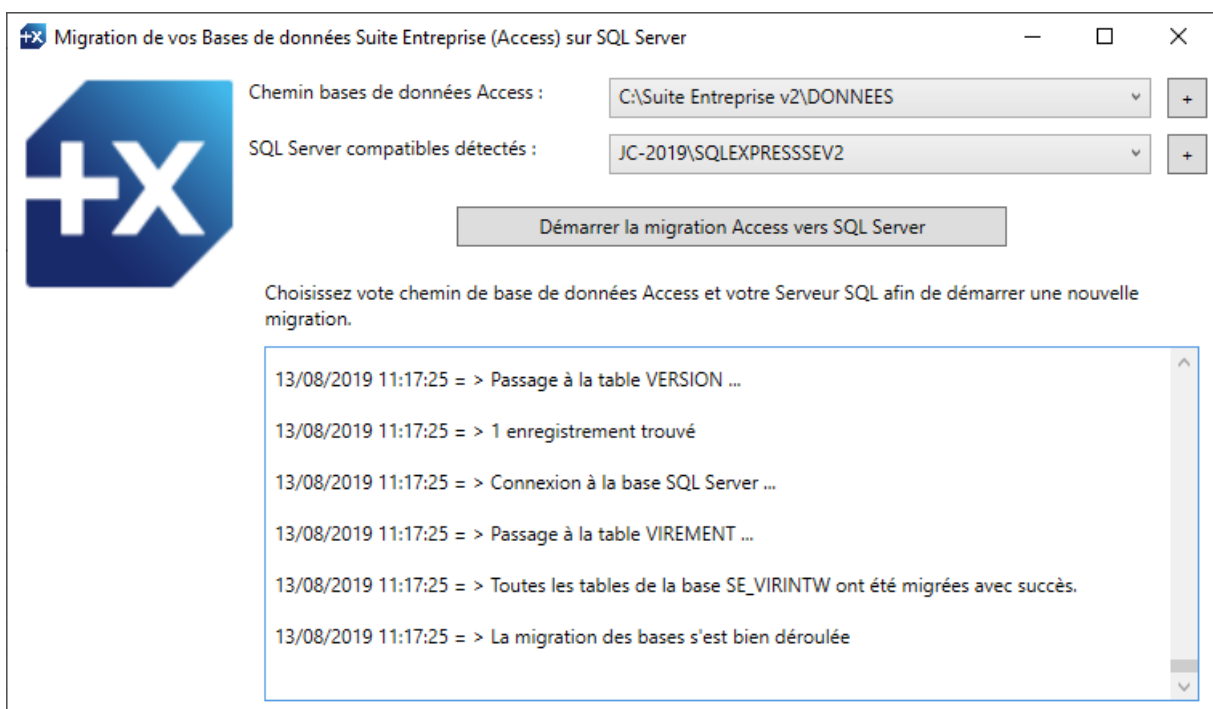 +X Migration de vos Bases de données Suite Entreprise (Access) sur SQL Server
+X
Chemin bases de données Access :
C:\Suite Entreprise v2\DONNEES
+
SQL Server compatibles détectés :
JC-2019\SQLEXPRESSSEV2
+
Démarrer la migration Access vers SQL Server
Choisissez vote chemin de base de données Access et votre Serveur SQL afin de démarrer une nouvelle
migration.
13/08/2019 11:17:25 = > Passage à la table VERSION ...
13/08/2019 11:17:25 = > 1 enregistrement trouvé
13/08/2019 11:17:25 = > Connexion à la base SQL Server ...
13/08/2019 11:17:25 = > Passage à la table VIREMENT ...
13/08/2019 11:17:25 = > Toutes les tables de la base SE_VIRINTW ont été migrées avec succès.
13/08/2019 11:17:25 = > La migration des bases s'est bien déroulée